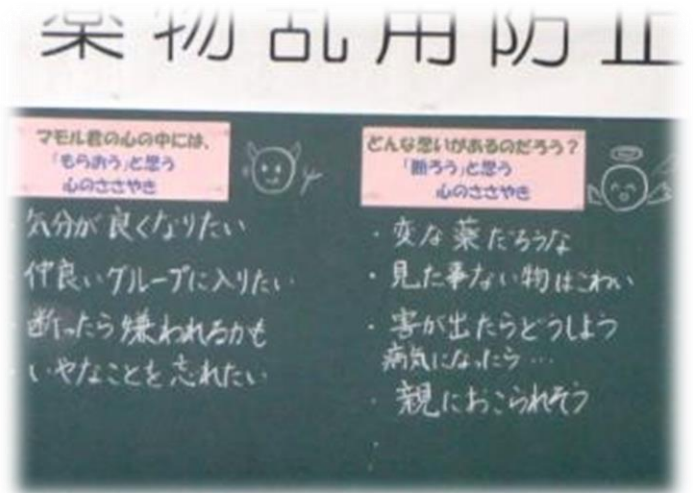 薬物乱用防止
マモル君の心の中には、
「もらおう」と思う
心のささやき
・気分が良くなりたい
・仲良いグループに入りたい
・断ったら嫌われるかも
・いやなことを忘れたい
どんな思いがあるのだろう?
「断ろう」と思う
心のささやき
・変な薬だろうな
・見た事ない物はこわい
・害が出たらどうしよう
病気になったら…
・親におこられそう
・